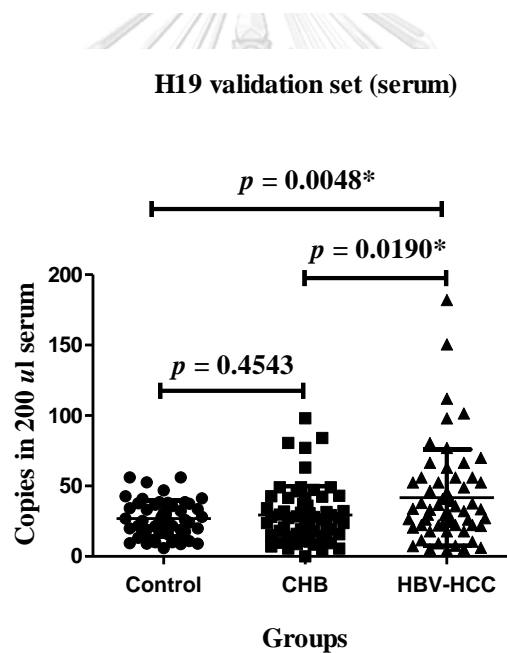 H19 validation set (serum)
p = 0.0048*
p = 0.0190*
p = 0.4543
Copies in 200 ul serum
200
150
100
50
0
Control CHB HBV-HCC
Groups